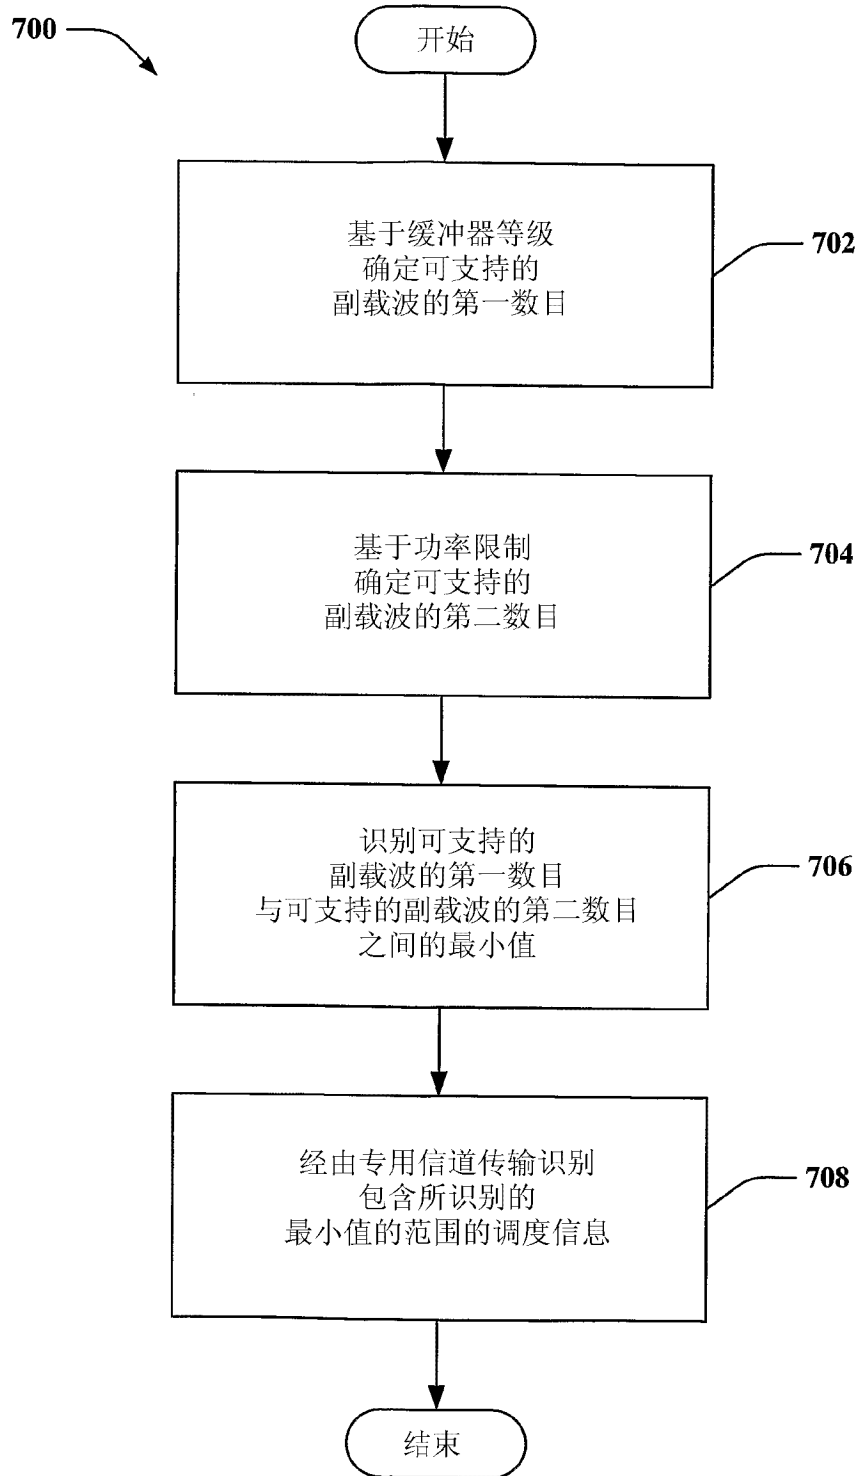 700
开始
基于缓冲器等级
确定可支持的
副载波的第一数目
702
基于功率限制
确定可支持的
副载波的第二数目
704
识别可支持的
副载波的第一数目
与可支持的副载波的第二数目
之间的最小值
706
经由专用信道传输识别
包含所识别的
最小值的范围的调度信息
708
结束